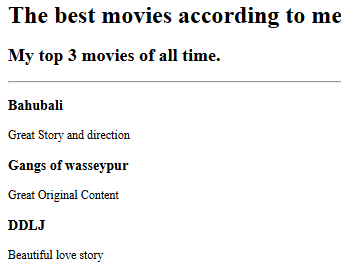 The best movies according to me
My top 3 movies of all time.
Bahubali
Great Story and direction
Gangs of wasseypur
Great Original Content
DDLJ
Beautiful love story